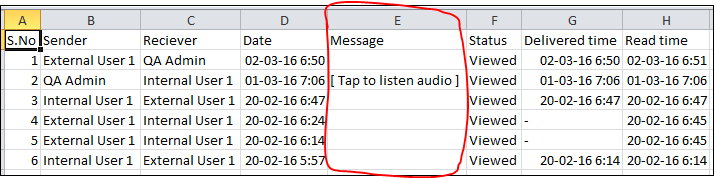 A B C D E F G H
S.No Sender Reciever Date Message Status Delivered time Read time
1 External User 1 QA Admin 02-03-16 6:50 Viewed 02-03-16 6:50 02-03-16 6:51
2 QA Admin Internal User 1 01-03-16 7:06 [ Tap to listen audio ] Viewed 01-03-16 7:06 01-03-16 7:06
3 Internal User 1 External User 1 20-02-16 6:47 Viewed 20-02-16 6:47 20-02-16 6:47
4 External User 1 Internal User 1 20-02-16 6:24 Viewed - 20-02-16 6:45
5 External User 1 Internal User 1 20-02-16 6:14 Viewed - 20-02-16 6:45
6 Internal User 1 External User 1 20-02-16 5:57 Viewed 20-02-16 6:14 20-02-16 6:14